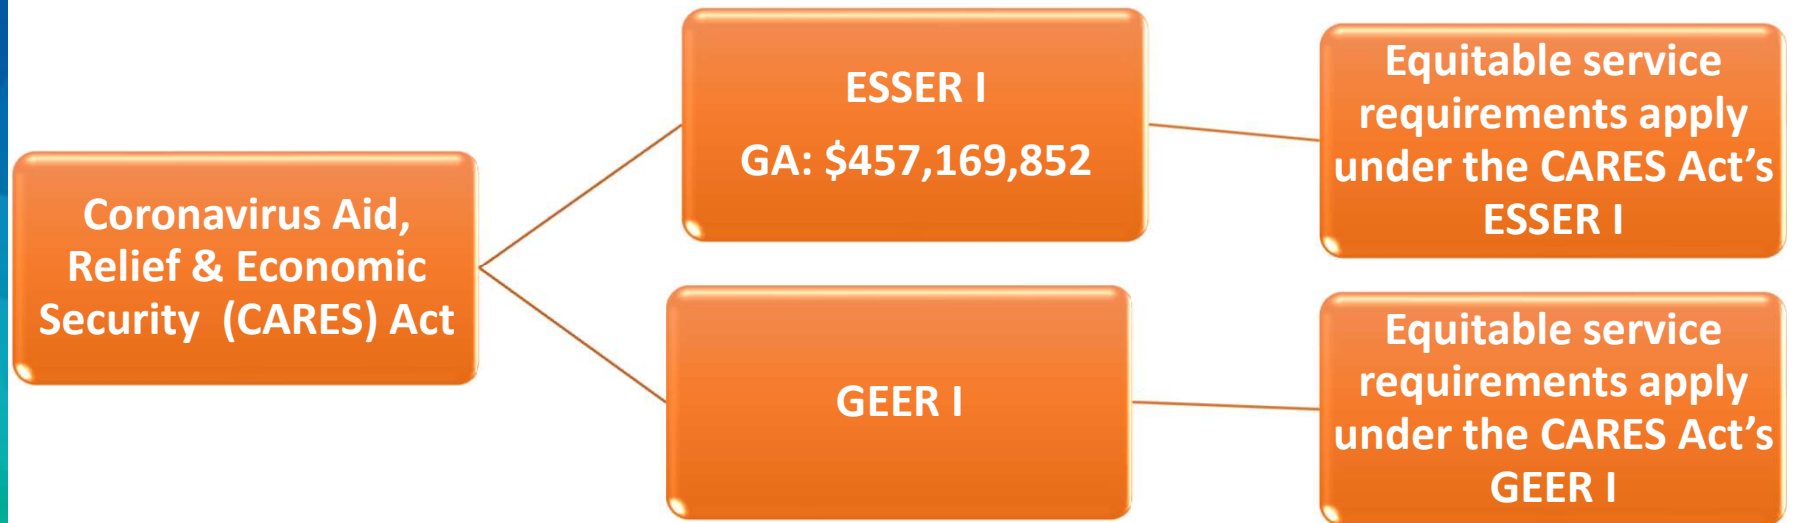 Coronavirus Aid,
Relief & Economic
Security  (CARES) Act
ESSER I
GA: $457,169,852
Equitable service
requirements apply
under the CARES Act’s
ESSER I
GEER I
Equitable service
requirements apply
under the CARES Act’s
GEER I